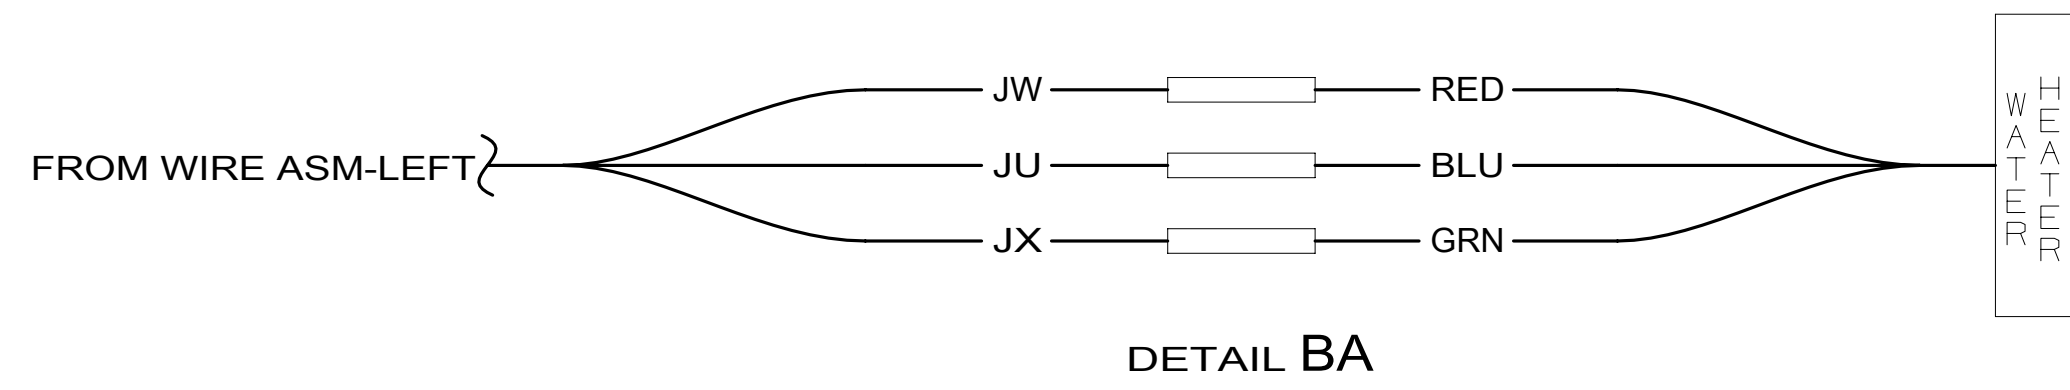 JW RED
FROM WIRE ASM-LEFT JU BLU
JX GRN
WATER
HEATER
DETAIL BA